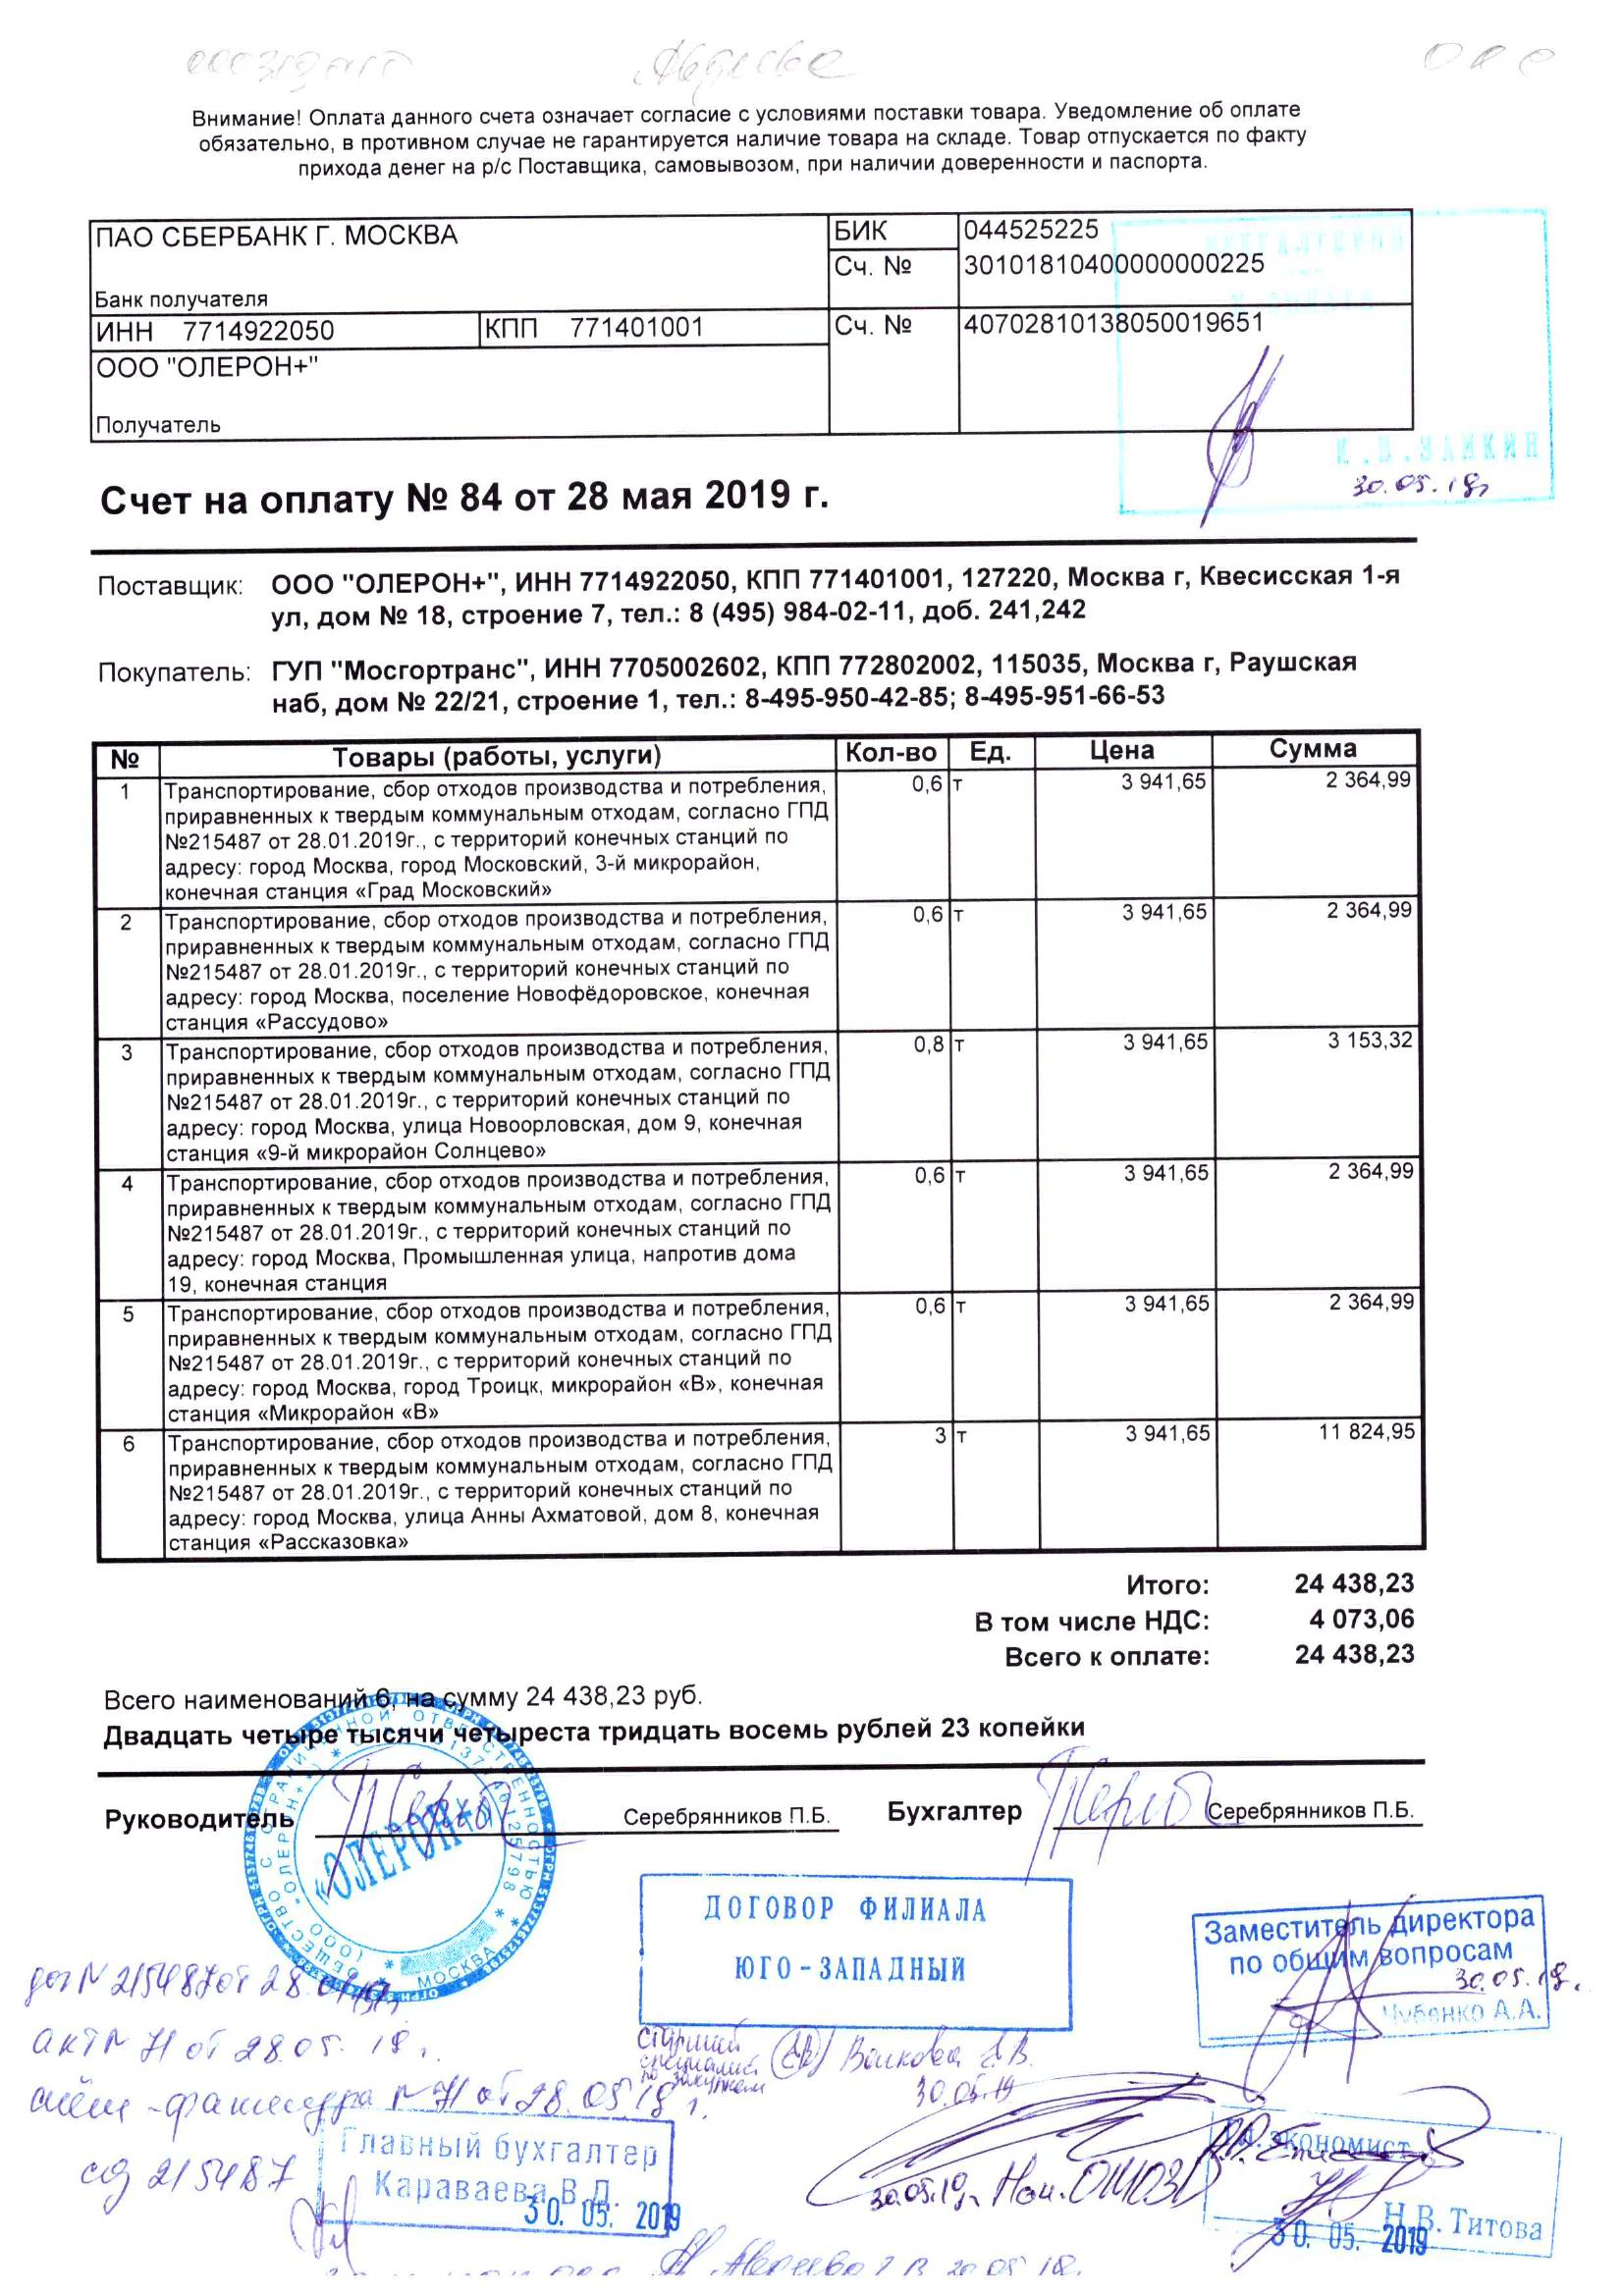 Внимание! Оплата данного счета означает согласие с условиями поставки товара. Уведомление об оплате
обязательно, в противном случае не гарантируется наличие товара на складе. Товар отпускается по факту
прихода денег на р/с Поставщика, самовывозом, при наличии доверенности и паспорта.
ПАО СБЕРБАНК Г. МОСКВА БИК 044525225
Сч. № 30101810400000000225
Банк получателя
ИНН 7714922050 КПП 771401001 Сч. № 40702810138050019651
ООО "ОЛЕРОН+"
Получатель
30.05.19г
Счет на оплату № 84 от 28 мая 2019 г.
Поставщик: ООО "ОЛЕРОН+", ИНН 7714922050, КПП 771401001, 127220, Москва г, Квесисская 1-я
ул, дом № 18, строение 7, тел.: 8 (495) 984-02-11, доб. 241,242
Покупатель: ГУП "Мосгортранс", ИНН 7705002602, КПП 772802002, 115035, Москва г, Раушская
наб, дом № 22/21, строение 1, тел.: 8-495-950-42-85; 8-495-951-66-53
№ Товары (работы, услуги) Кол-во Ед. Цена Сумма
1 Транспортирование, сбор отходов производства и потребления, 0,6 т 3 941,65 2 364,99
приравненных к твердым коммунальным отходам, согласно ГПД
№215487 от 28.01.2019г., с территорий конечных станций по
адресу: город Москва, город Московский, 3-й микрорайон,
конечная станция «Град Московский»
2 Транспортирование, сбор отходов производства и потребления, 0,6 т 3 941,65 2 364,99
приравненных к твердым коммунальным отходам, согласно ГПД
№215487 от 28.01.2019г., с территорий конечных станций по
адресу: город Москва, поселение Новофёдоровское, конечная
станция «Рассудово»
3 Транспортирование, сбор отходов производства и потребления, 0,8 т 3 941,65 3 153,32
приравненных к твердым коммунальным отходам, согласно ГПД
№215487 от 28.01.2019г., с территорий конечных станций по
адресу: город Москва, улица Новоорловская, дом 9, конечная
станция «9-й микрорайон Солнцево»
4 Транспортирование, сбор отходов производства и потребления, 0,6 т 3 941,65 2 364,99
приравненных к твердым коммунальным отходам, согласно ГПД
№215487 от 28.01.2019г., с территорий конечных станций по
адресу: город Москва, Промышленная улица, напротив дома
19, конечная станция
5 Транспортирование, сбор отходов производства и потребления, 0,6 т 3 941,65 2 364,99
приравненных к твердым коммунальным отходам, согласно ГПД
№215487 от 28.01.2019г., с территорий конечных станций по
адресу: город Москва, город Троицк, микрорайон «В», конечная
станция «Микрорайон «В»
6 Транспортирование, сбор отходов производства и потребления, 3 т 3 941,65 11 824,95
приравненных к твердым коммунальным отходам, согласно ГПД
№215487 от 28.01.2019г., с территорий конечных станций по
адресу: город Москва, улица Анны Ахматовой, дом 8, конечная
станция «Рассказовка»
Итого: 24 438,23
В том числе НДС: 4 073,06
Всего к оплате: 24 438,23
Всего наименований 6, на сумму 24 438,23 руб.
Двадцать четыре тысячи четыреста тридцать восемь рублей 23 копейки
Руководитель Серебрянников П.Б. Бухгалтер Серебрянников П.Б.
«ОЛЕРОН+»
МОСКВА
ДОГОВОР ФИЛИАЛА
ЮГО-ЗАПАДНЫЙ
Заместитель директора
по общим вопросам
30.05.19г.
Чубенко А.А.
дог N 215487 от 28.01.19г
акт N 71 от 28.05.19г.
счёт-фактура N 71 от 28.05.19г.
сд 215487
старший
специалист
по закупкам
30.05.19
Главный бухгалтер
Караваева В.Д.
30. 05. 2019
30.05.19г.
экономист
Н.В. Титова
30. 05. 2019